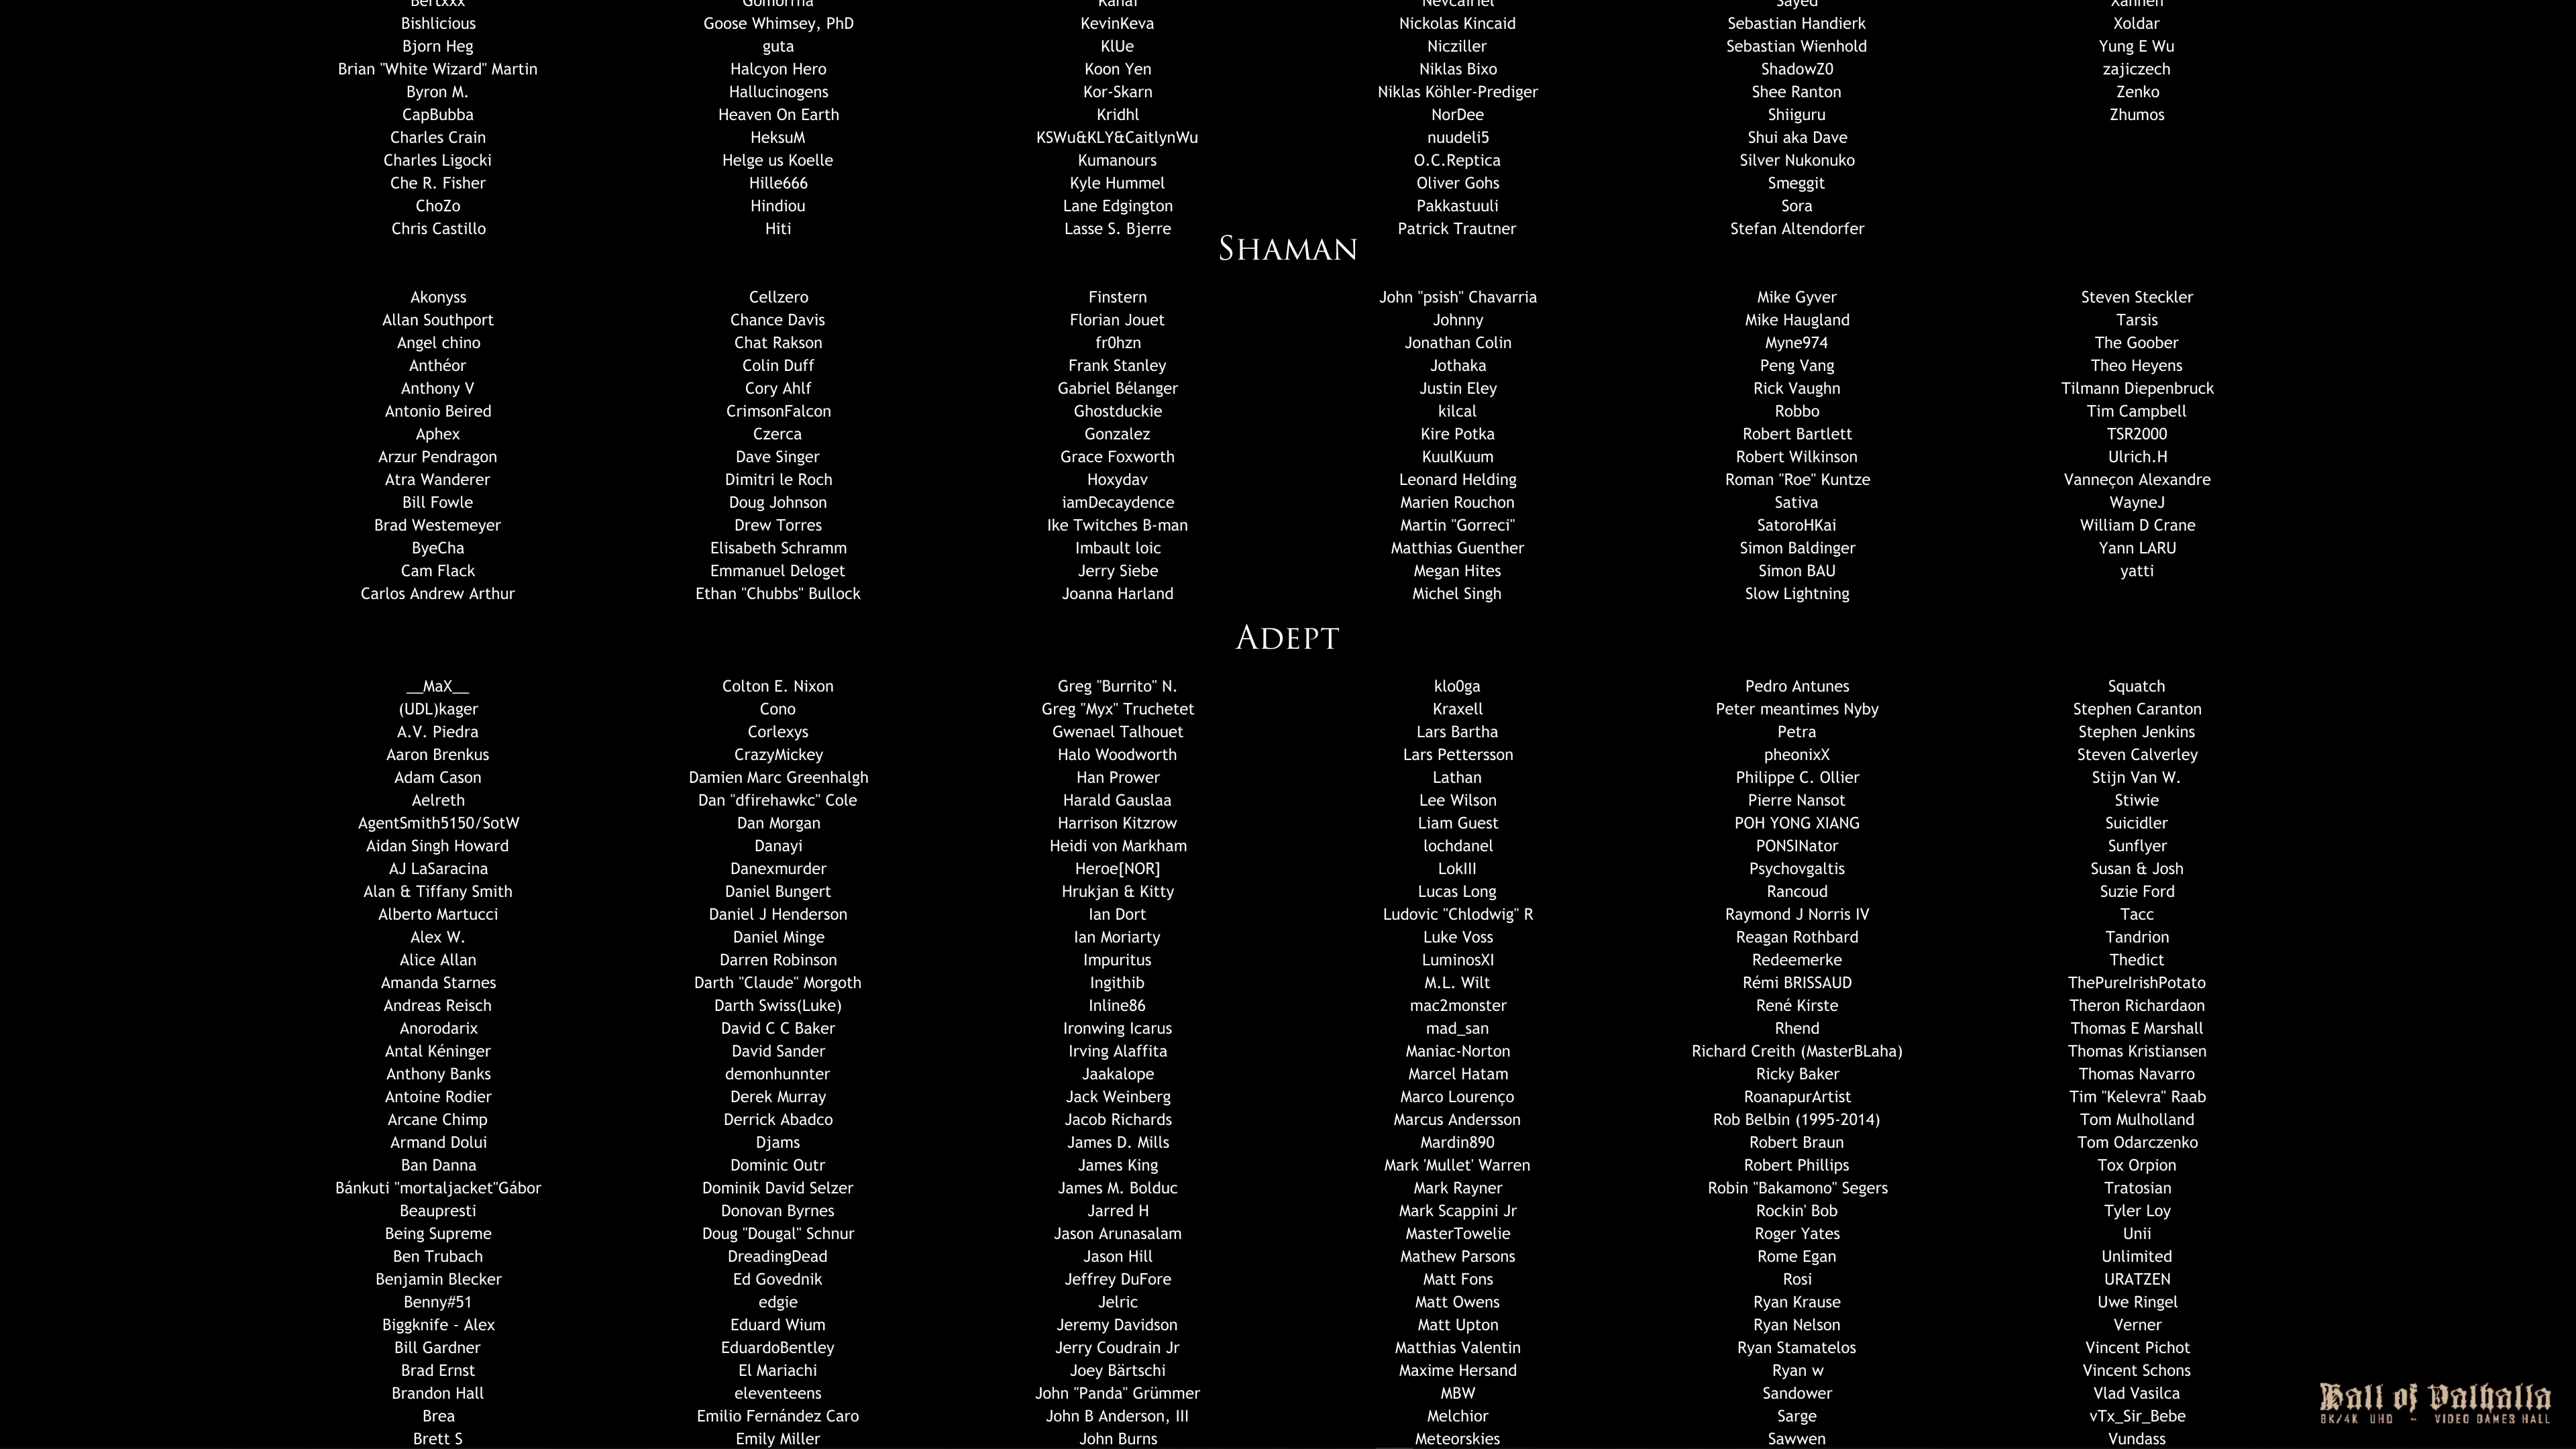 Bertxxx
Gomorrha
Kahai
Nevcairiel
Sayed
Xannen
Bishlicious
Goose Whimsey, PhD
KevinKeva
Nickolas Kincaid
Sebastian Handierk
Xoldar
Bjorn Heg
guta
KlUe
Nicziller
Sebastian Wienhold
Yung E Wu
Brian "White Wizard" Martin
Halcyon Hero
Koon Yen
Niklas Bixo
ShadowZ0
zajiczech
Byron M.
Hallucinogens
Kor-Skarn
Niklas Köhler-Prediger
Shee Ranton
Zenko
CapBubba
Heaven On Earth
Kridhl
NorDee
Shiiguru
Zhumos
Charles Crain
HeksuM
KSWu&KLY&CaitlynWu
nuudeli5
Shui aka Dave
Charles Ligocki
Helge us Koelle
Kumanours
O.C.Reptica
Silver Nukonuko
Che R. Fisher
Hille666
Kyle Hummel
Oliver Gohs
Smeggit
ChoZo
Hindiou
Lane Edgington
Pakkastuuli
Sora
Chris Castillo
Hiti
Lasse S. Bjerre
Patrick Trautner
Stefan Altendorfer
Shaman
Akonyss
Cellzero
Finstern
John "psish" Chavarria
Mike Gyver
Steven Steckler
Allan Southport
Chance Davis
Florian Jouet
Johnny
Mike Haugland
Tarsis
Angel chino
Chat Rakson
fr0hzn
Jonathan Colin
Myne974
The Goober
Anthéor
Colin Duff
Frank Stanley
Jothaka
Peng Vang
Theo Heyens
Anthony V
Cory Ahlf
Gabriel Bélanger
Justin Eley
Rick Vaughn
Tilmann Diepenbruck
Antonio Beired
CrimsonFalcon
Ghostduckie
kilcal
Robbo
Tim Campbell
Aphex
Czerca
Gonzalez
Kire Potka
Robert Bartlett
TSR2000
Arzur Pendragon
Dave Singer
Grace Foxworth
KuulKuum
Robert Wilkinson
Ulrich.H
Atra Wanderer
Dimitri le Roch
Hoxydav
Leonard Helding
Roman "Roe" Kuntze
Vanneçon Alexandre
Bill Fowle
Doug Johnson
iamDecaydence
Marien Rouchon
Sativa
WayneJ
Brad Westemeyer
Drew Torres
Ike Twitches B-man
Martin "Gorreci"
SatoroHKai
William D Crane
ByeCha
Elisabeth Schramm
Imbault loic
Matthias Guenther
Simon Baldinger
Yann LARU
Cam Flack
Emmanuel Deloget
Jerry Siebe
Megan Hites
Simon BAU
yatti
Carlos Andrew Arthur
Ethan "Chubbs" Bullock
Joanna Harland
Michel Singh
Slow Lightning
Adept
__MaX__
Colton E. Nixon
Greg "Burrito" N.
klo0ga
Pedro Antunes
Squatch
(UDL)kager
Cono
Greg "Myx" Truchetet
Kraxell
Peter meantimes Nyby
Stephen Caranton
A.V. Piedra
Corlexys
Gwenael Talhouet
Lars Bartha
Petra
Stephen Jenkins
Aaron Brenkus
CrazyMickey
Halo Woodworth
Lars Pettersson
pheonixX
Steven Calverley
Adam Cason
Damien Marc Greenhalgh
Han Prower
Lathan
Philippe C. Ollier
Stijn Van W.
Aelreth
Dan "dfirehawkc" Cole
Harald Gauslaa
Lee Wilson
Pierre Nansot
Stiwie
AgentSmith5150/SotW
Dan Morgan
Harrison Kitzrow
Liam Guest
POH YONG XIANG
Suicidler
Aidan Singh Howard
Danayi
Heidi von Markham
lochdanel
PONSINator
Sunflyer
AJ LaSaracina
Danexmurder
Heroe[NOR]
LokIII
Psychovgaltis
Susan & Josh
Alan & Tiffany Smith
Daniel Bungert
Hrukjan & Kitty
Lucas Long
Rancoud
Suzie Ford
Alberto Martucci
Daniel J Henderson
Ian Dort
Ludovic "Chlodwig" R
Raymond J Norris IV
Tacc
Alex W.
Daniel Minge
Ian Moriarty
Luke Voss
Reagan Rothbard
Tandrion
Alice Allan
Darren Robinson
Impuritus
LuminosXI
Redeemerke
Thedict
Amanda Starnes
Darth "Claude" Morgoth
Ingithib
M.L. Wilt
Rémi BRISSAUD
ThePureIrishPotato
Andreas Reisch
Darth Swiss(Luke)
Inline86
mac2monster
René Kirste
Theron Richardaon
Anorodarix
David C C Baker
Ironwing Icarus
mad_san
Rhend
Thomas E Marshall
Antal Kéninger
David Sander
Irving Alaffita
Maniac-Norton
Richard Creith (MasterBLaha)
Thomas Kristiansen
Anthony Banks
demonhunnter
Jaakalope
Marcel Hatam
Ricky Baker
Thomas Navarro
Antoine Rodier
Derek Murray
Jack Weinberg
Marco Lourenço
RoanapurArtist
Tim "Kelevra" Raab
Arcane Chimp
Derrick Abadco
Jacob Richards
Marcus Andersson
Rob Belbin (1995-2014)
Tom Mulholland
Armand Dolui
Djams
James D. Mills
Mardin890
Robert Braun
Tom Odarczenko
Ban Danna
Dominic Outr
James King
Mark 'Mullet' Warren
Robert Phillips
Tox Orpion
Bánkuti "mortaljacket"Gábor
Dominik David Selzer
James M. Bolduc
Mark Rayner
Robin "Bakamono" Segers
Tratosian
Beaupresti
Donovan Byrnes
Jarred H
Mark Scappini Jr
Rockin' Bob
Tyler Loy
Being Supreme
Doug "Dougal" Schnur
Jason Arunasalam
MasterTowelie
Roger Yates
Unii
Ben Trubach
DreadingDead
Jason Hill
Mathew Parsons
Rome Egan
Unlimited
Benjamin Blecker
Ed Govednik
Jeffrey DuFore
Matt Fons
Rosi
URATZEN
Benny#51
edgie
Jelric
Matt Owens
Ryan Krause
Uwe Ringel
Biggknife - Alex
Eduard Wium
Jeremy Davidson
Matt Upton
Ryan Nelson
Verner
Bill Gardner
EduardoBentley
Jerry Coudrain Jr
Matthias Valentin
Ryan Stamatelos
Vincent Pichot
Brad Ernst
El Mariachi
Joey Bärtschi
Maxime Hersand
Ryan w
Vincent Schons
Brandon Hall
eleventeens
John "Panda" Grümmer
MBW
Sandower
Vlad Vasilca
Brea
Emilio Fernández Caro
John B Anderson, III
Melchior
Sarge
vTx_Sir_Bebe
Brett S
Emily Miller
John Burns
Meteorskies
Sawwen
Vundass
Hall of Valhalla
8K/4K UHD ~ VIDEO GAMES HALL